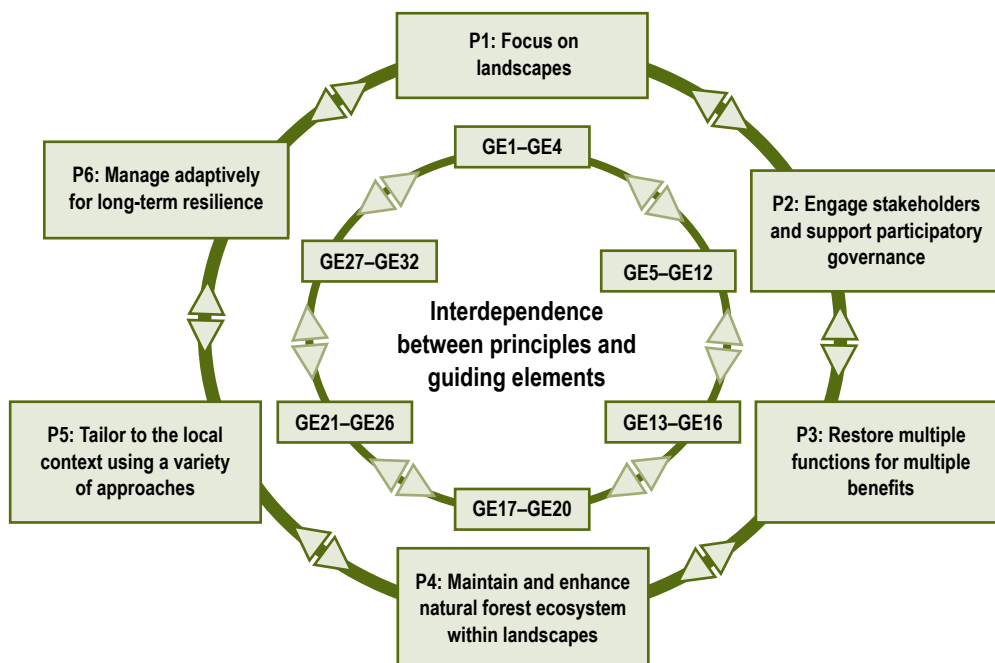 P1: Focus on
landscapes
P6: Manage adaptively
for long-term resilience
P2: Engage stakeholders
and support participatory
governance
GE1–GE4
GE27–GE32
GE5–GE12
Interdependence
between principles and
guiding elements
GE21–GE26
GE13–GE16
GE17–GE20
P5: Tailor to the local
context using a variety
of approaches
P3: Restore multiple
functions for multiple
benefits
P4: Maintain and enhance
natural forest ecosystem
within landscapes